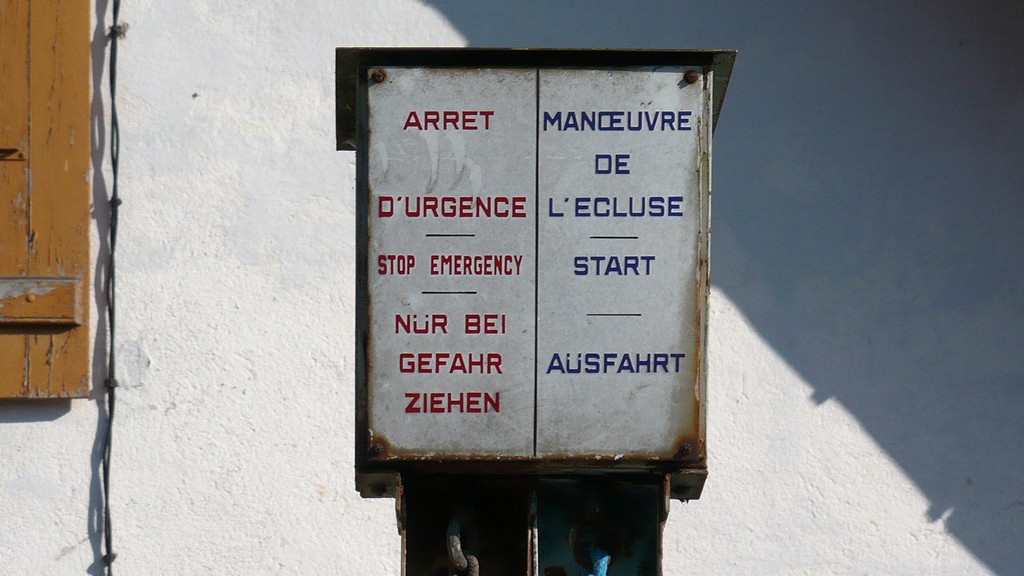 ARRET
D'URGENCE
STOP EMERGENCY
NÜR BEI
GEFAHR
ZIEHEN
MANŒUVRE
DE
L'ECLUSE
START
AÜSFAHRT